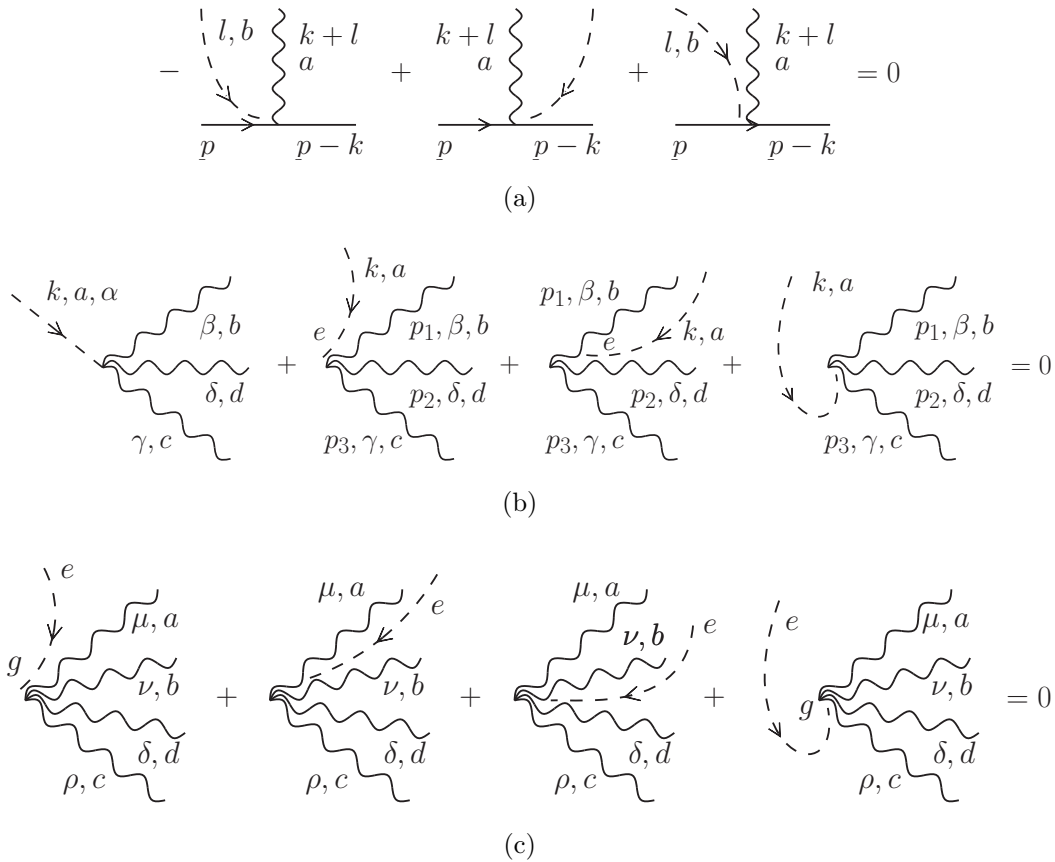 − l, b k + l a p p − k + k + l a p p − k + l, b k + l a p p − k = 0
(a)
k, a, α β, b δ, d γ, c + k, a e p₁, β, b p₂, δ, d p₃, γ, c + p₁, β, b e k, a p₂, δ, d p₃, γ, c + k, a p₁, β, b p₂, δ, d p₃, γ, c = 0
(b)
e g μ, a ν, b δ, d ρ, c + μ, a e ν, b δ, d ρ, c + μ, a ν, b e δ, d ρ, c + e g μ, a ν, b δ, d ρ, c = 0
(c)